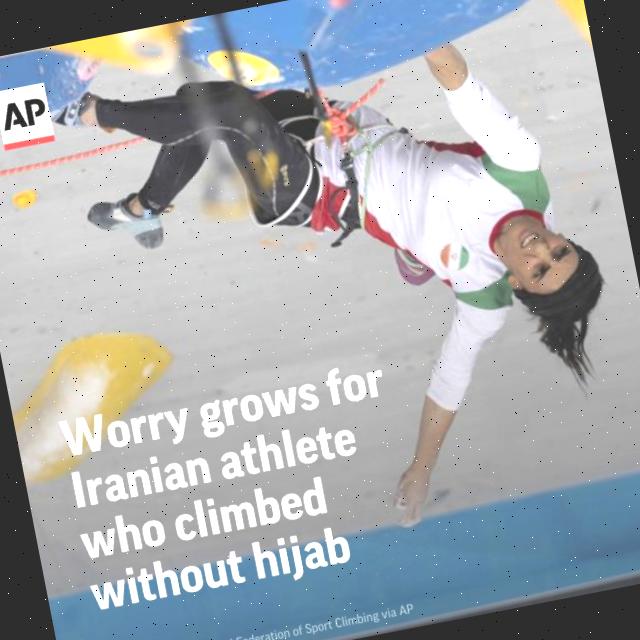 AP
Worry grows for
Iranian athlete
who climbed
without hijab
Federation of Sport Climbing via AP